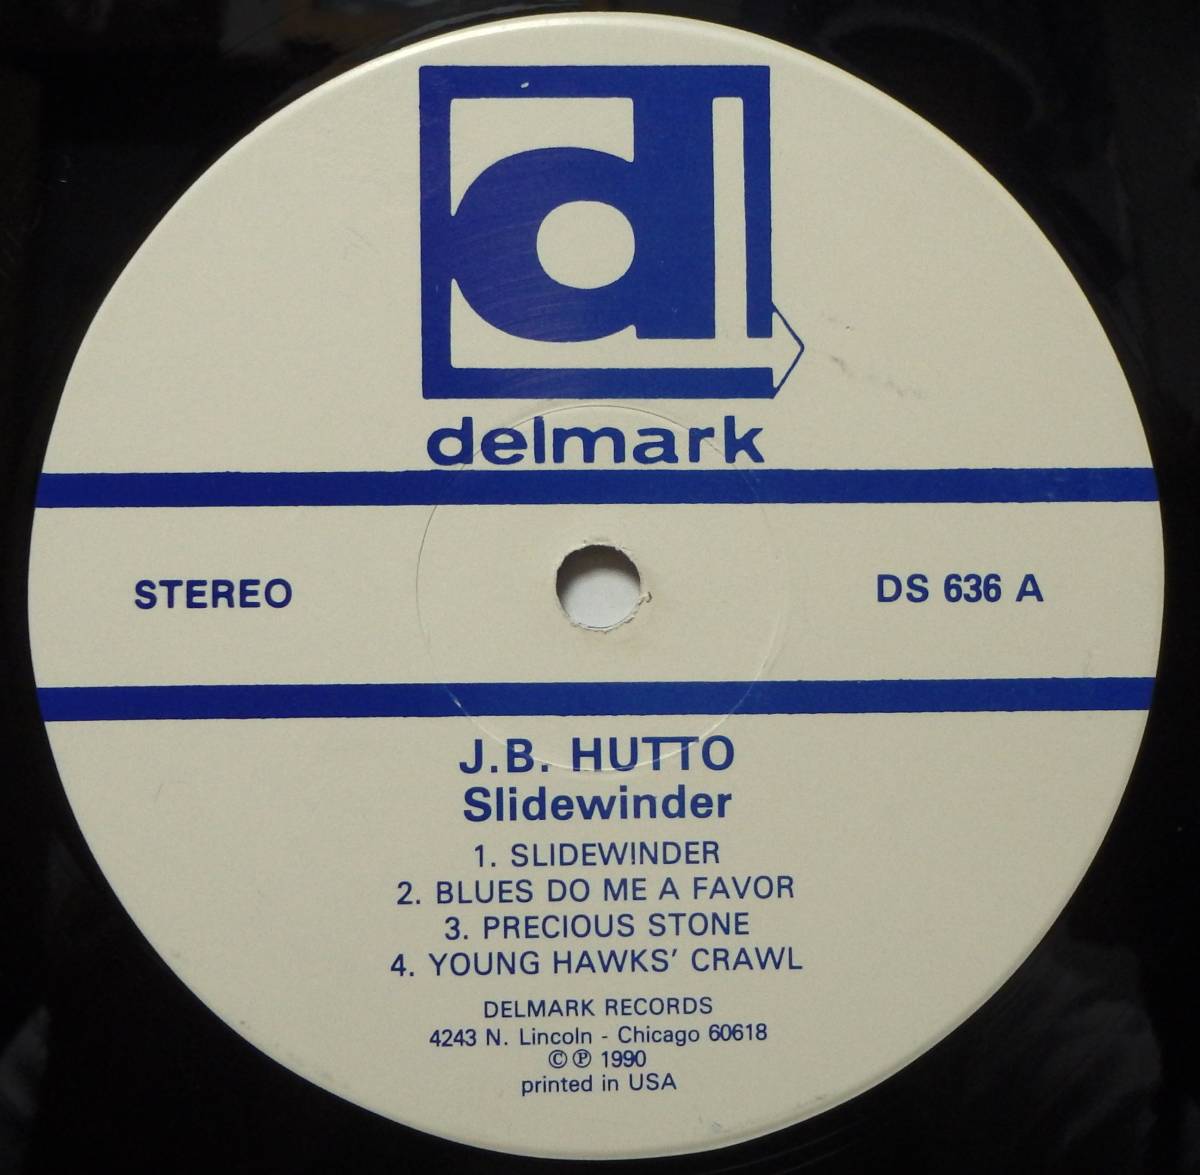 d
delmark
STEREO
DS 636 A
J.B. HUTTO
Slidewinder
1. SLIDEWINDER
2. BLUES DO ME A FAVOR
3. PRECIOUS STONE
4. YOUNG HAWKS' CRAWL
DELMARK RECORDS
4243 N. Lincoln - Chicago 60618
© ℗ 1990
printed in USA